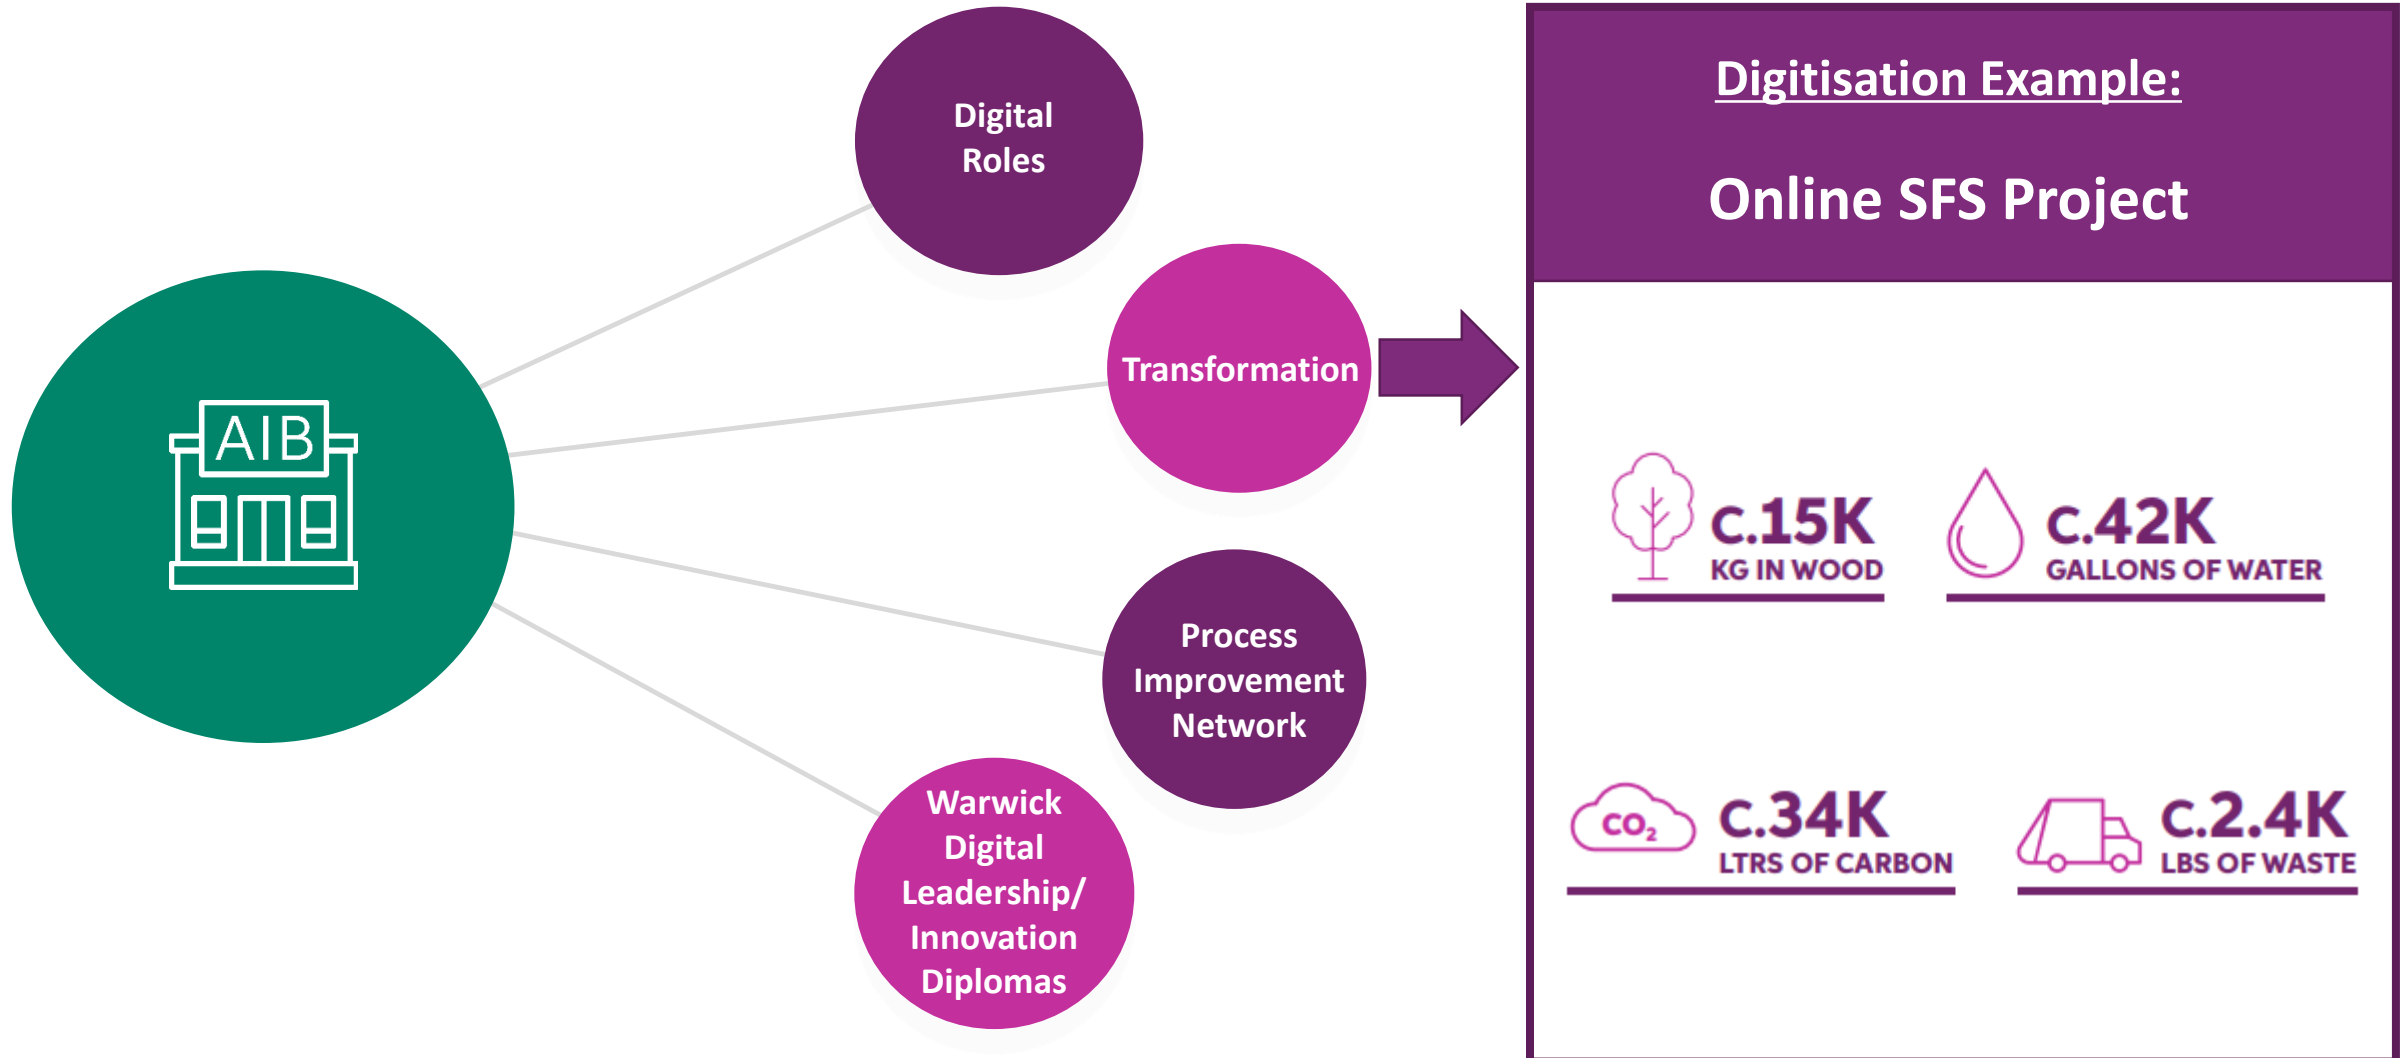 AIB
Digital
Roles
Transformation
Process
Improvement
Network
Warwick
Digital
Leadership/
Innovation
Diplomas
Digitisation Example:
Online SFS Project
c.15K
KG IN WOOD
c.42K
GALLONS OF WATER
CO₂
c.34K
LTRS OF CARBON
c.2.4K
LBS OF WASTE